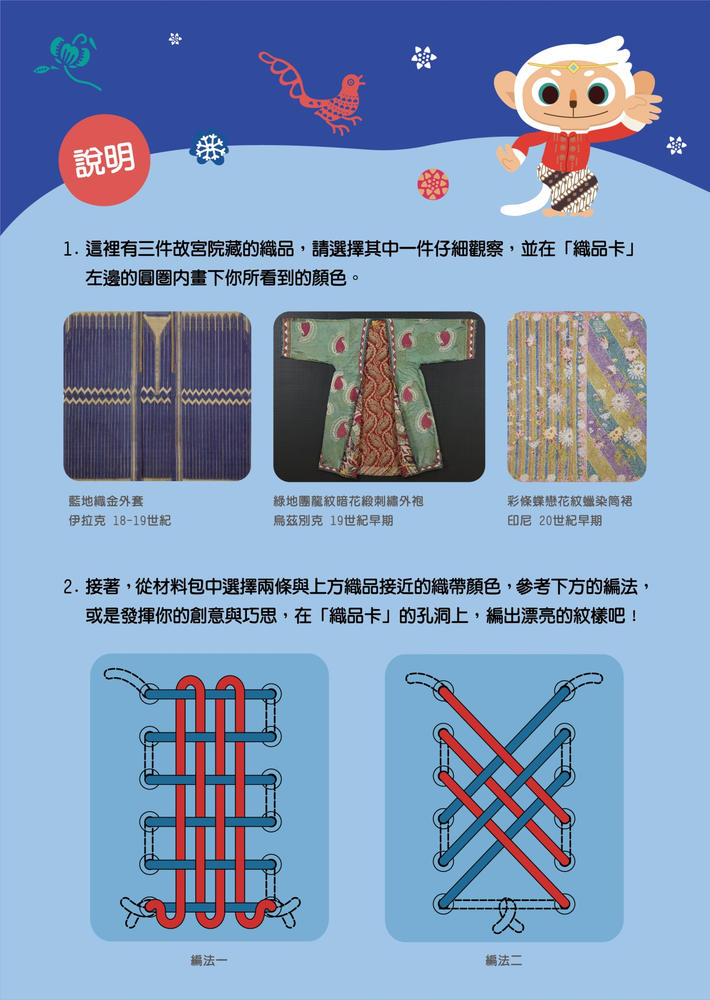 說明
1. 這裡有三件故宮院藏的織品，請選擇其中一件仔細觀察，並在「織品卡」
左邊的圓圈內畫下你所看到的顏色。
藍地織金外套
伊拉克 18-19世紀
綠地團龍紋暗花緞刺繡外袍
烏茲別克 19世紀早期
彩條蝶戀花紋蠟染筒裙
印尼 20世紀早期
2. 接著，從材料包中選擇兩條與上方織品接近的織帶顏色，參考下方的編法，
或是發揮你的創意與巧思，在「織品卡」的孔洞上，編出漂亮的紋樣吧！
編法一
編法二